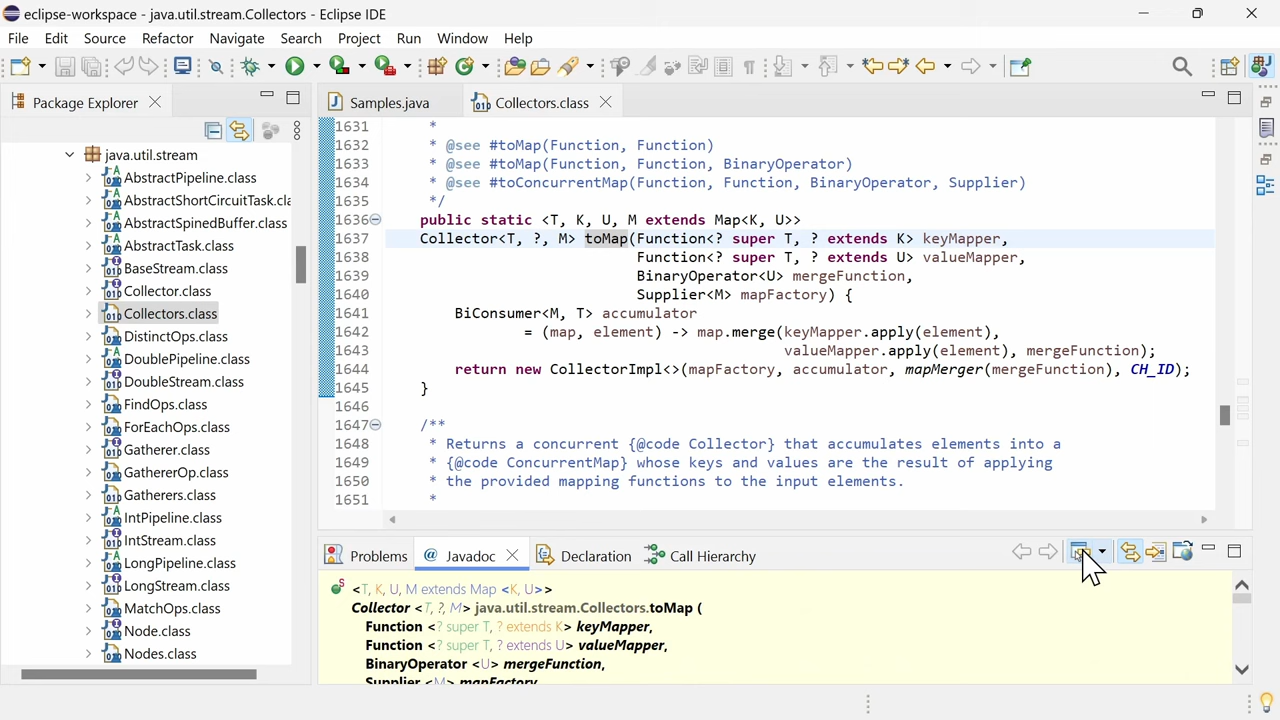 eclipse-workspace - java.util.stream.Collectors - Eclipse IDE
File Edit Source Refactor Navigate Search Project Run Window Help
Package Explorer
java.util.stream
AbstractPipeline.class
AbstractShortCircuitTask.cla
AbstractSpinedBuffer.class
AbstractTask.class
BaseStream.class
Collector.class
Collectors.class
DistinctOps.class
DoublePipeline.class
DoubleStream.class
FindOps.class
ForEachOps.class
Gatherer.class
GathererOp.class
Gatherers.class
IntPipeline.class
IntStream.class
LongPipeline.class
LongStream.class
MatchOps.class
Node.class
Nodes.class
Samples.java Collectors.class
1631 *
1632 * @see #toMap(Function, Function)
1633 * @see #toMap(Function, Function, BinaryOperator)
1634 * @see #toConcurrentMap(Function, Function, BinaryOperator, Supplier)
1635 */
1636 public static <T, K, U, M extends Map<K, U>>
1637 Collector<T, ?, M> toMap(Function<? super T, ? extends K> keyMapper,
1638 Function<? super T, ? extends U> valueMapper,
1639 BinaryOperator<U> mergeFunction,
1640 Supplier<M> mapFactory) {
1641 BiConsumer<M, T> accumulator
1642 = (map, element) -> map.merge(keyMapper.apply(element),
1643 valueMapper.apply(element), mergeFunction);
1644 return new CollectorImpl<>(mapFactory, accumulator, mapMerger(mergeFunction), CH_ID);
1645 }
1646
1647 /**
1648 * Returns a concurrent {@code Collector} that accumulates elements into a
1649 * {@code ConcurrentMap} whose keys and values are the result of applying
1650 * the provided mapping functions to the input elements.
1651 *
Problems @ Javadoc Declaration Call Hierarchy
<T, K, U, M extends Map <K, U>>
Collector <T, ?, M> java.util.stream.Collectors.toMap (
Function <? super T, ? extends K> keyMapper,
Function <? super T, ? extends U> valueMapper,
BinaryOperator <U> mergeFunction,
Supplier <M> mapFactory